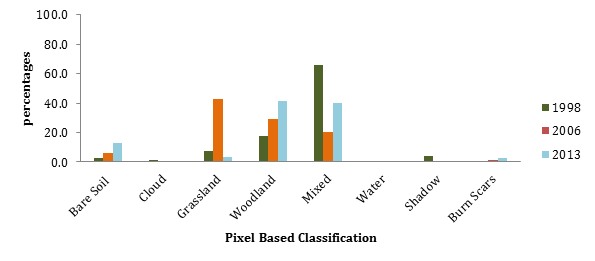 100.0
80.0
60.0
40.0
20.0
0.0
percentages
Bare Soil
Cloud
Grassland
Woodland
Mixed
Water
Shadow
Burn Scars
Pixel Based Classification
1998
2006
2013